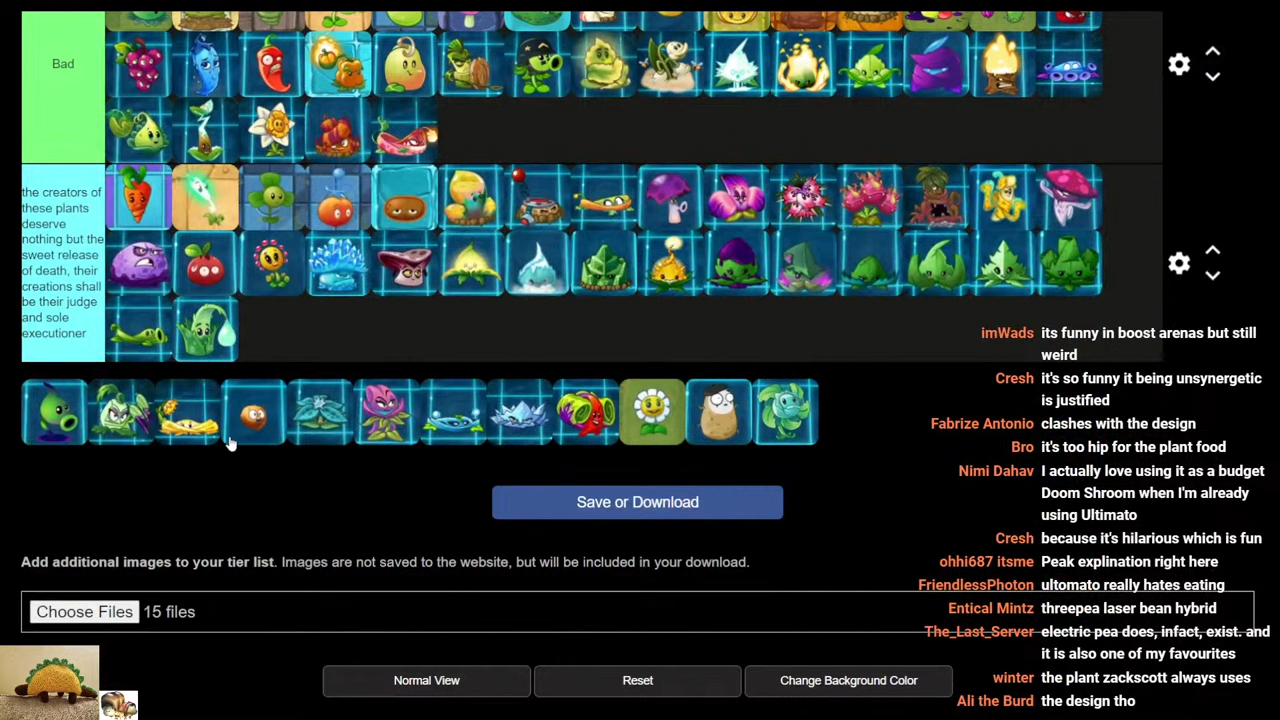 Bad
the creators of
these plants
deserve
nothing but the
sweet release
of death, their
creations shall
be their judge
and sole
executioner
imWads its funny in boost arenas but still
weird
Cresh it's so funny it being unsynergetic
is justified
Fabrize Antonio clashes with the design
Bro it's too hip for the plant food
Nimi Dahav I actually love using it as a budget
Doom Shroom when I'm already
using Ultimato
Cresh because it's hilarious which is fun
ohhi687 itsme Peak explination right here
FriendlessPhoton ultomato really hates eating
Entical Mintz threepea laser bean hybrid
The_Last_Server electric pea does, infact, exist. and
it is also one of my favourites
winter the plant zackscott always uses
Ali the Burd the design tho
Save or Download
Add additional images to your tier list. Images are not saved to the website, but will be included in your download.
Choose Files 15 files
Normal View
Reset
Change Background Color